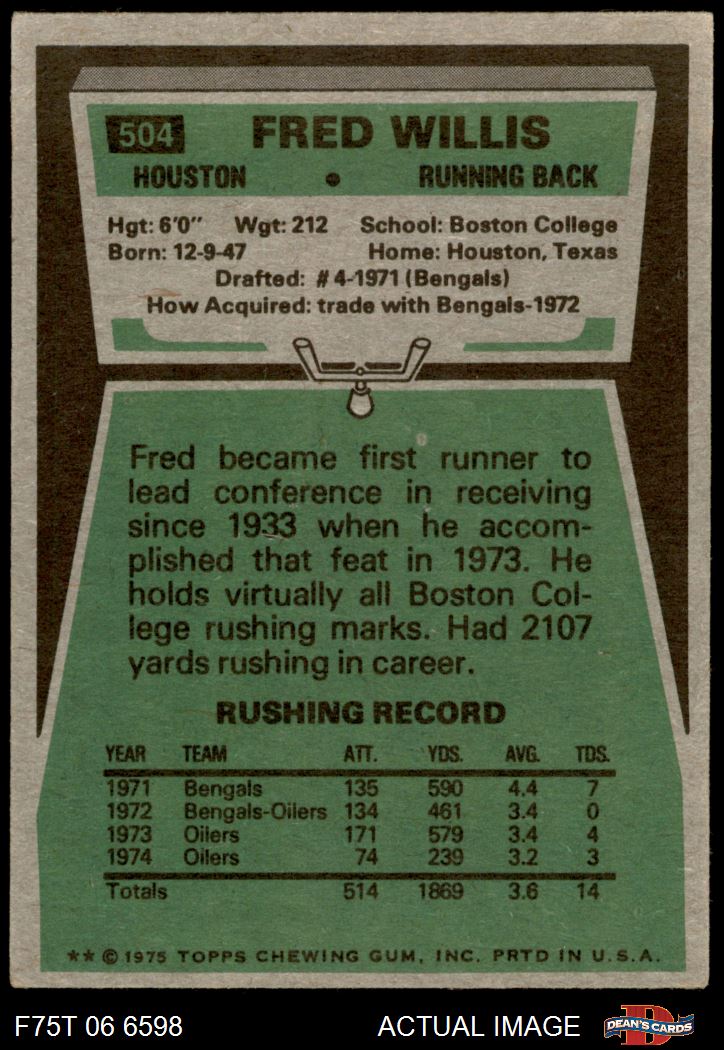 504 FRED WILLIS
HOUSTON • RUNNING BACK
Hgt: 6'0" Wgt: 212 School: Boston College
Born: 12-9-47 Home: Houston, Texas
Drafted: #4-1971 (Bengals)
How Acquired: trade with Bengals-1972
Fred became first runner to
lead conference in receiving
since 1933 when he accom-
plished that feat in 1973. He
holds virtually all Boston Col-
lege rushing marks. Had 2107
yards rushing in career.
RUSHING RECORD
YEAR TEAM ATT. YDS. AVG. TDS.
1971 Bengals 135 590 4.4 7
1972 Bengals-Oilers 134 461 3.4 0
1973 Oilers 171 579 3.4 4
1974 Oilers 74 239 3.2 3
Totals 514 1869 3.6 14
** © 1975 TOPPS CHEWING GUM, INC. PRTD IN U.S.A.
F75T 06 6598 ACTUAL IMAGE D DEAN'S CARDS